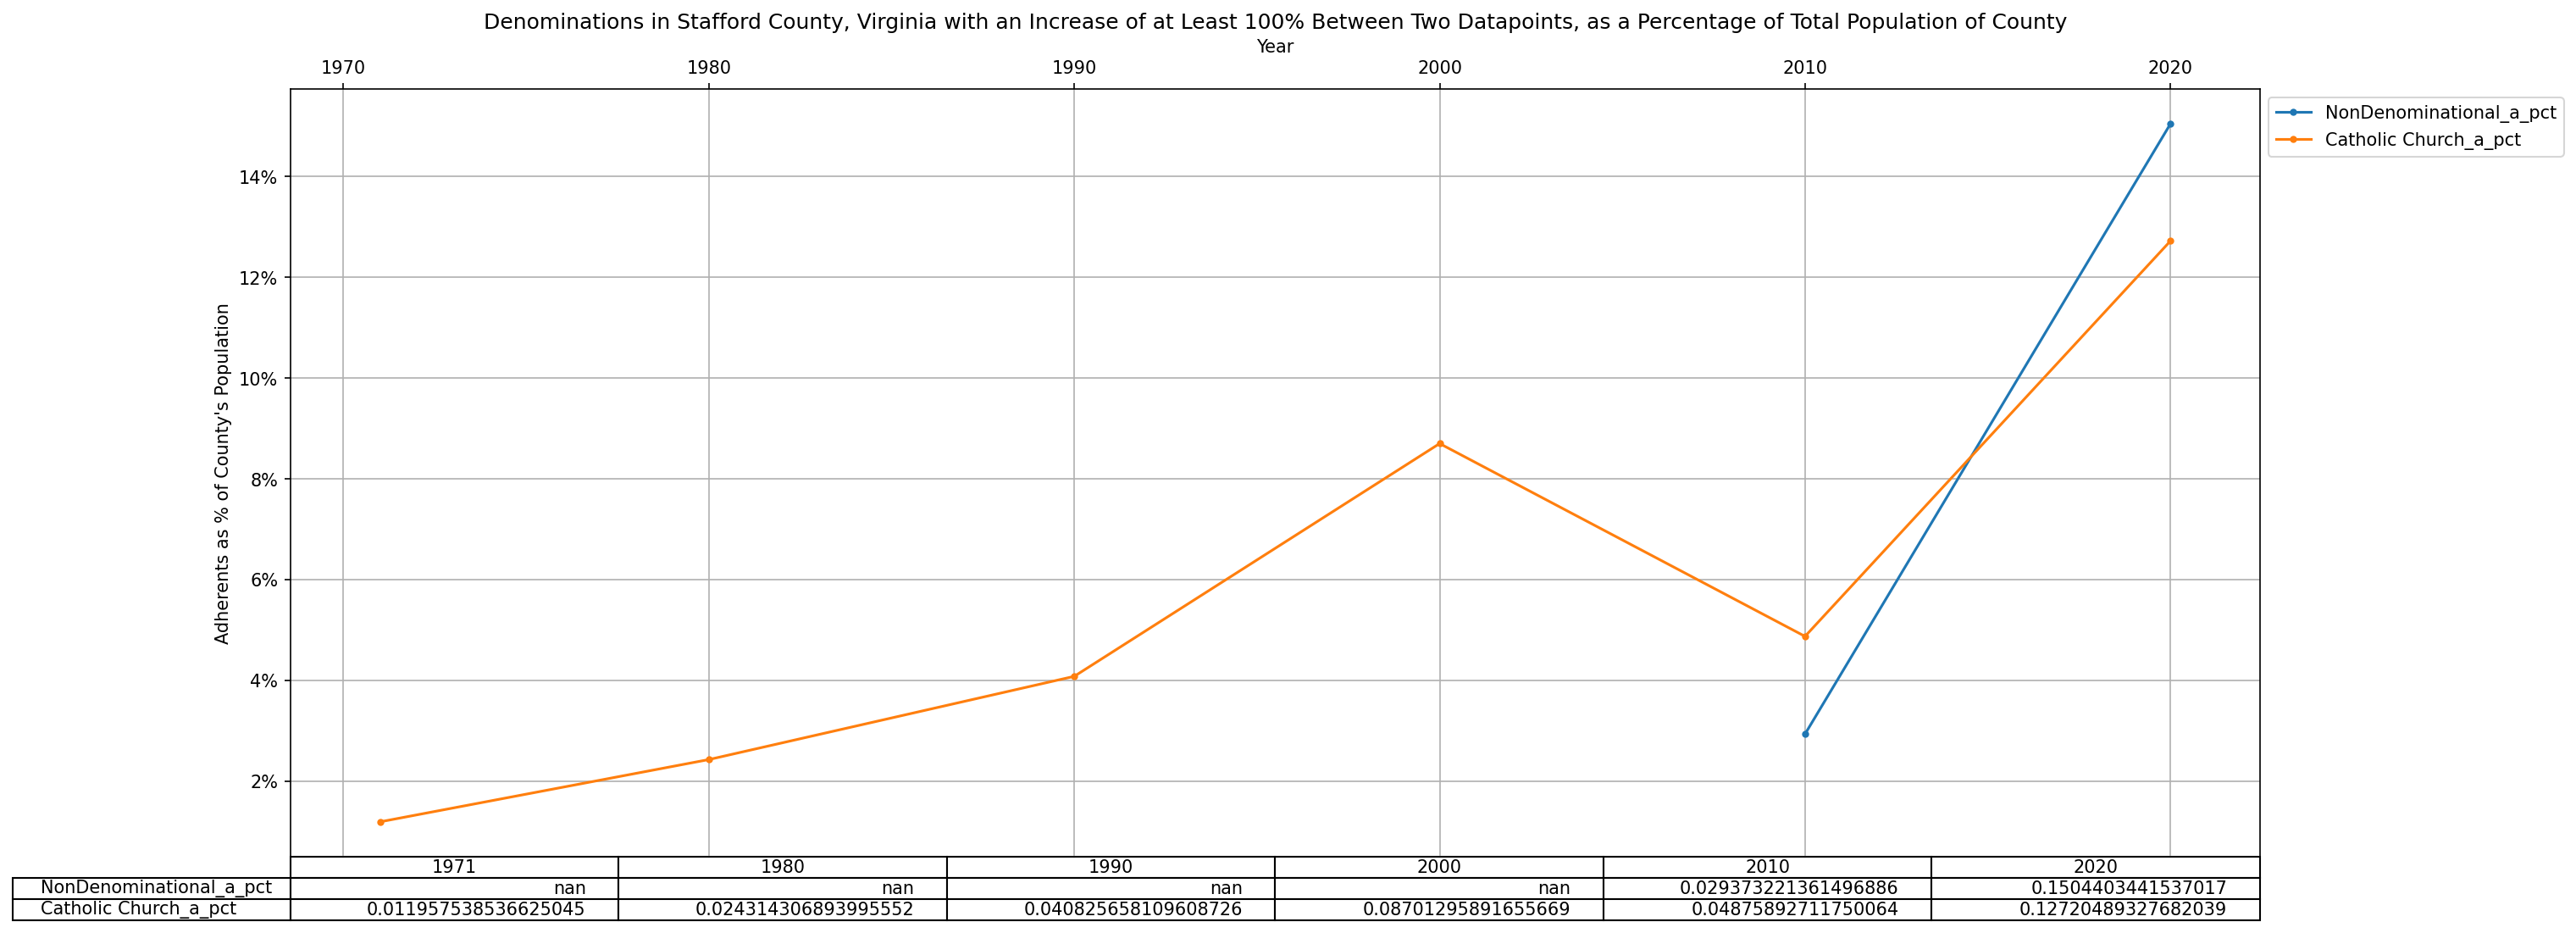 Denominations in Stafford County, Virginia with an Increase of at Least 100% Between Two Datapoints, as a Percentage of Total Population of County
Year
1970 1980 1990 2000 2010 2020
NonDenominational_a_pct
Catholic Church_a_pct
Adherents as % of County's Population
14%
12%
10%
8%
6%
4%
2%
1971 1980 1990 2000 2010 2020
NonDenominational_a_pct nan nan nan nan 0.029373221361496886 0.1504403441537017
Catholic Church_a_pct 0.011957538536625045 0.024314306893995552 0.040825658109608726 0.08701295891655669 0.04875892711750064 0.12720489327682039